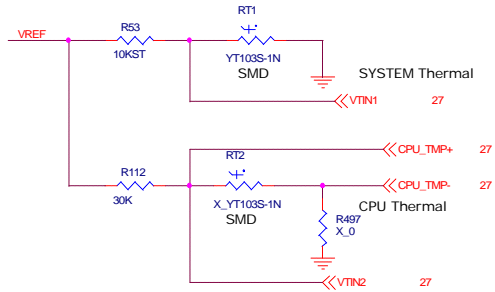 R53
RT1
VREF
10KST
YT103S-1N
SMD
SYSTEM Thermal
VTIN1 27
RT2
CPU_TMP+ 27
R112
CPU_TMP- 27
30K
X_YT103S-1N
CPU Thermal
SMD
R497
X_0
VTIN2 27